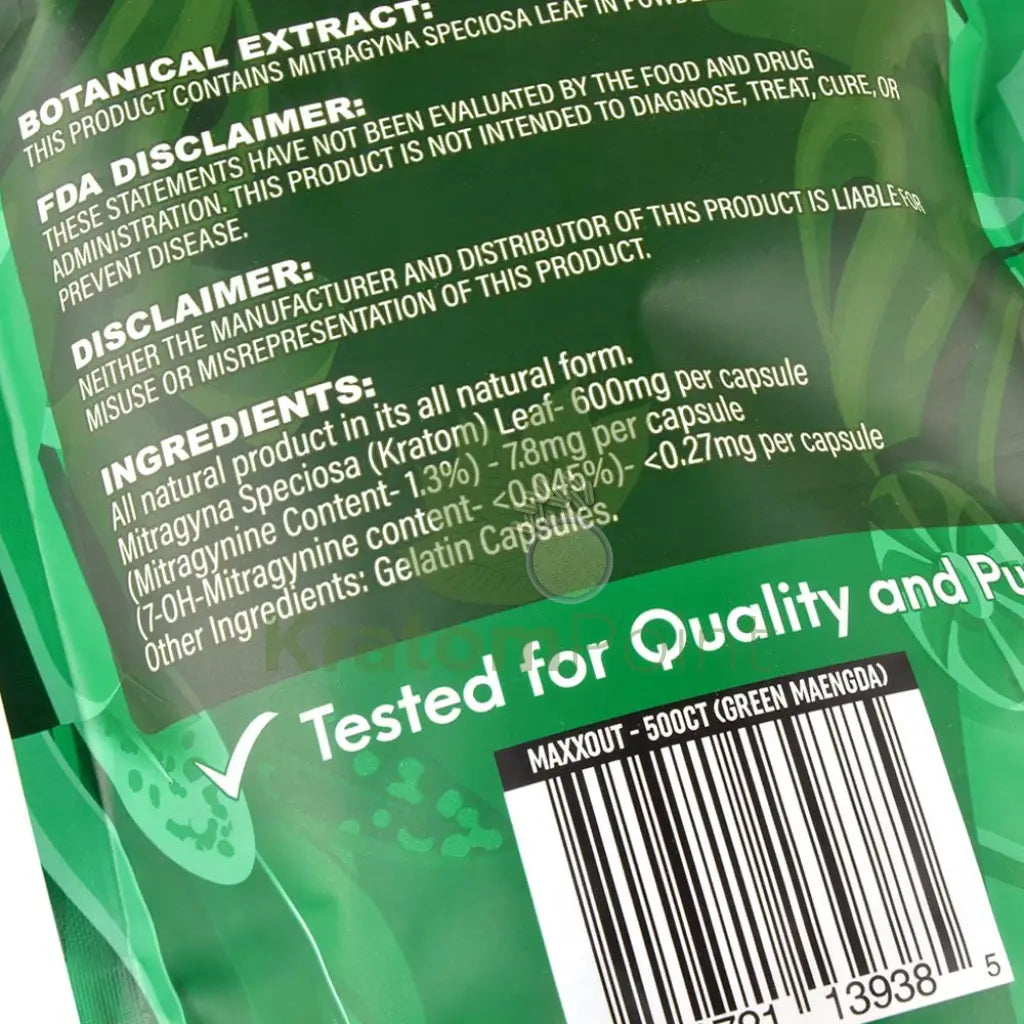 BOTANICAL EXTRACT:
THIS PRODUCT CONTAINS MITRAGYNA SPECIOSA LEAF IN
FDA DISCLAIMER:
THESE STATEMENTS HAVE NOT BEEN EVALUATED BY THE FOOD AND DRUG
ADMINISTRATION. THIS PRODUCT IS NOT INTENDED TO DIAGNOSE, TREAT, CURE, OR
PREVENT DISEASE.
DISCLAIMER:
NEITHER THE MANUFACTURER AND DISTRIBUTOR OF THIS PRODUCT IS LIABLE FOR
MISUSE OR MISREPRESENTATION OF THIS PRODUCT.
INGREDIENTS:
All natural product in its all natural form.
Mitragyna Speciosa (Kratom) Leaf- 600mg per capsule
(Mitragynine Content- 1.3%) - 7.8mg per capsule
(7-OH-Mitragynine content- <0.045%)- <0.27mg per capsule
Other Ingredients: Gelatin Capsules.
KratomPoint
Tested for Quality and Pu
MAXXOUT - 500CT (GREEN MAENGDA)
13938 5